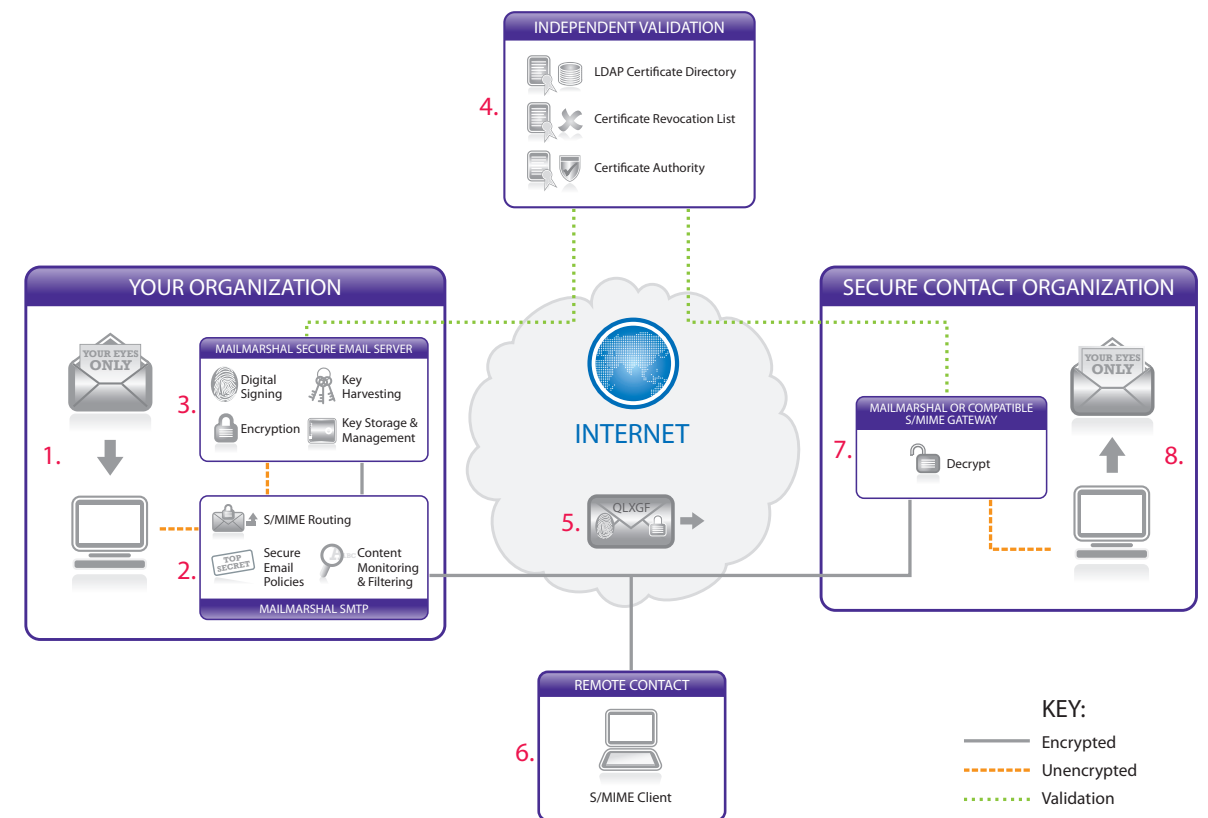 INDEPENDENT VALIDATION
LDAP Certificate Directory
4.
Certificate Revocation List
Certificate Authority
YOUR ORGANIZATION
YOUR EYES
ONLY
1.
MAILMARSHAL SECURE EMAIL SERVER
Digital
Signing
Key
Harvesting
3.
Encryption
Key Storage &
Management
S/MIME Routing
2.
TOP
SECRET
Secure
Email
Policies
Content
Monitoring
& Filtering
MAILMARSHAL SMTP
INTERNET
5.
QLXGF
SECURE CONTACT ORGANIZATION
YOUR EYES
ONLY
MAILMARSHAL OR COMPATIBLE
S/MIME GATEWAY
7.
Decrypt
8.
REMOTE CONTACT
6.
S/MIME Client
KEY:
Encrypted
Unencrypted
Validation